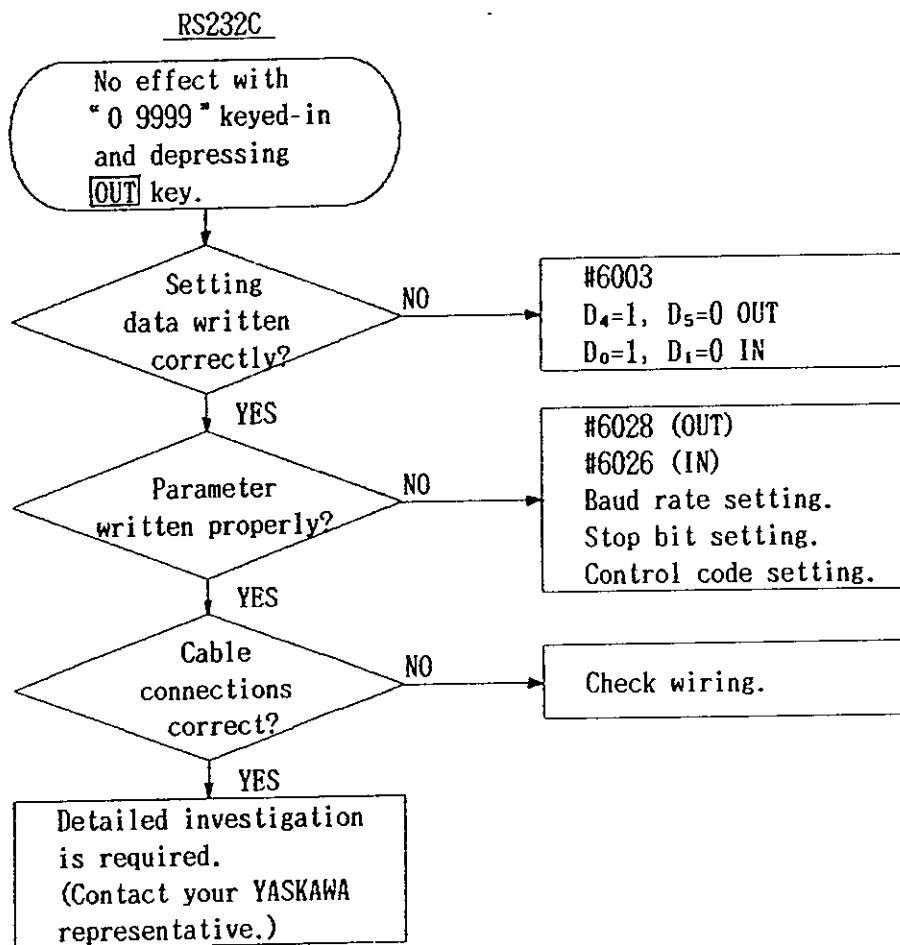 RS232C
No effect with
"0 9999" keyed-in
and depressing
OUT key.
Setting
data written
correctly?
NO
#6003
D₄=1, D₅=0 OUT
D₀=1, D₁=0 IN
YES
Parameter
written properly?
NO
#6028 (OUT)
#6026 (IN)
Baud rate setting.
Stop bit setting.
Control code setting.
YES
Cable
connections
correct?
NO
Check wiring.
YES
Detailed investigation
is required.
(Contact your YASKAWA
representative.)